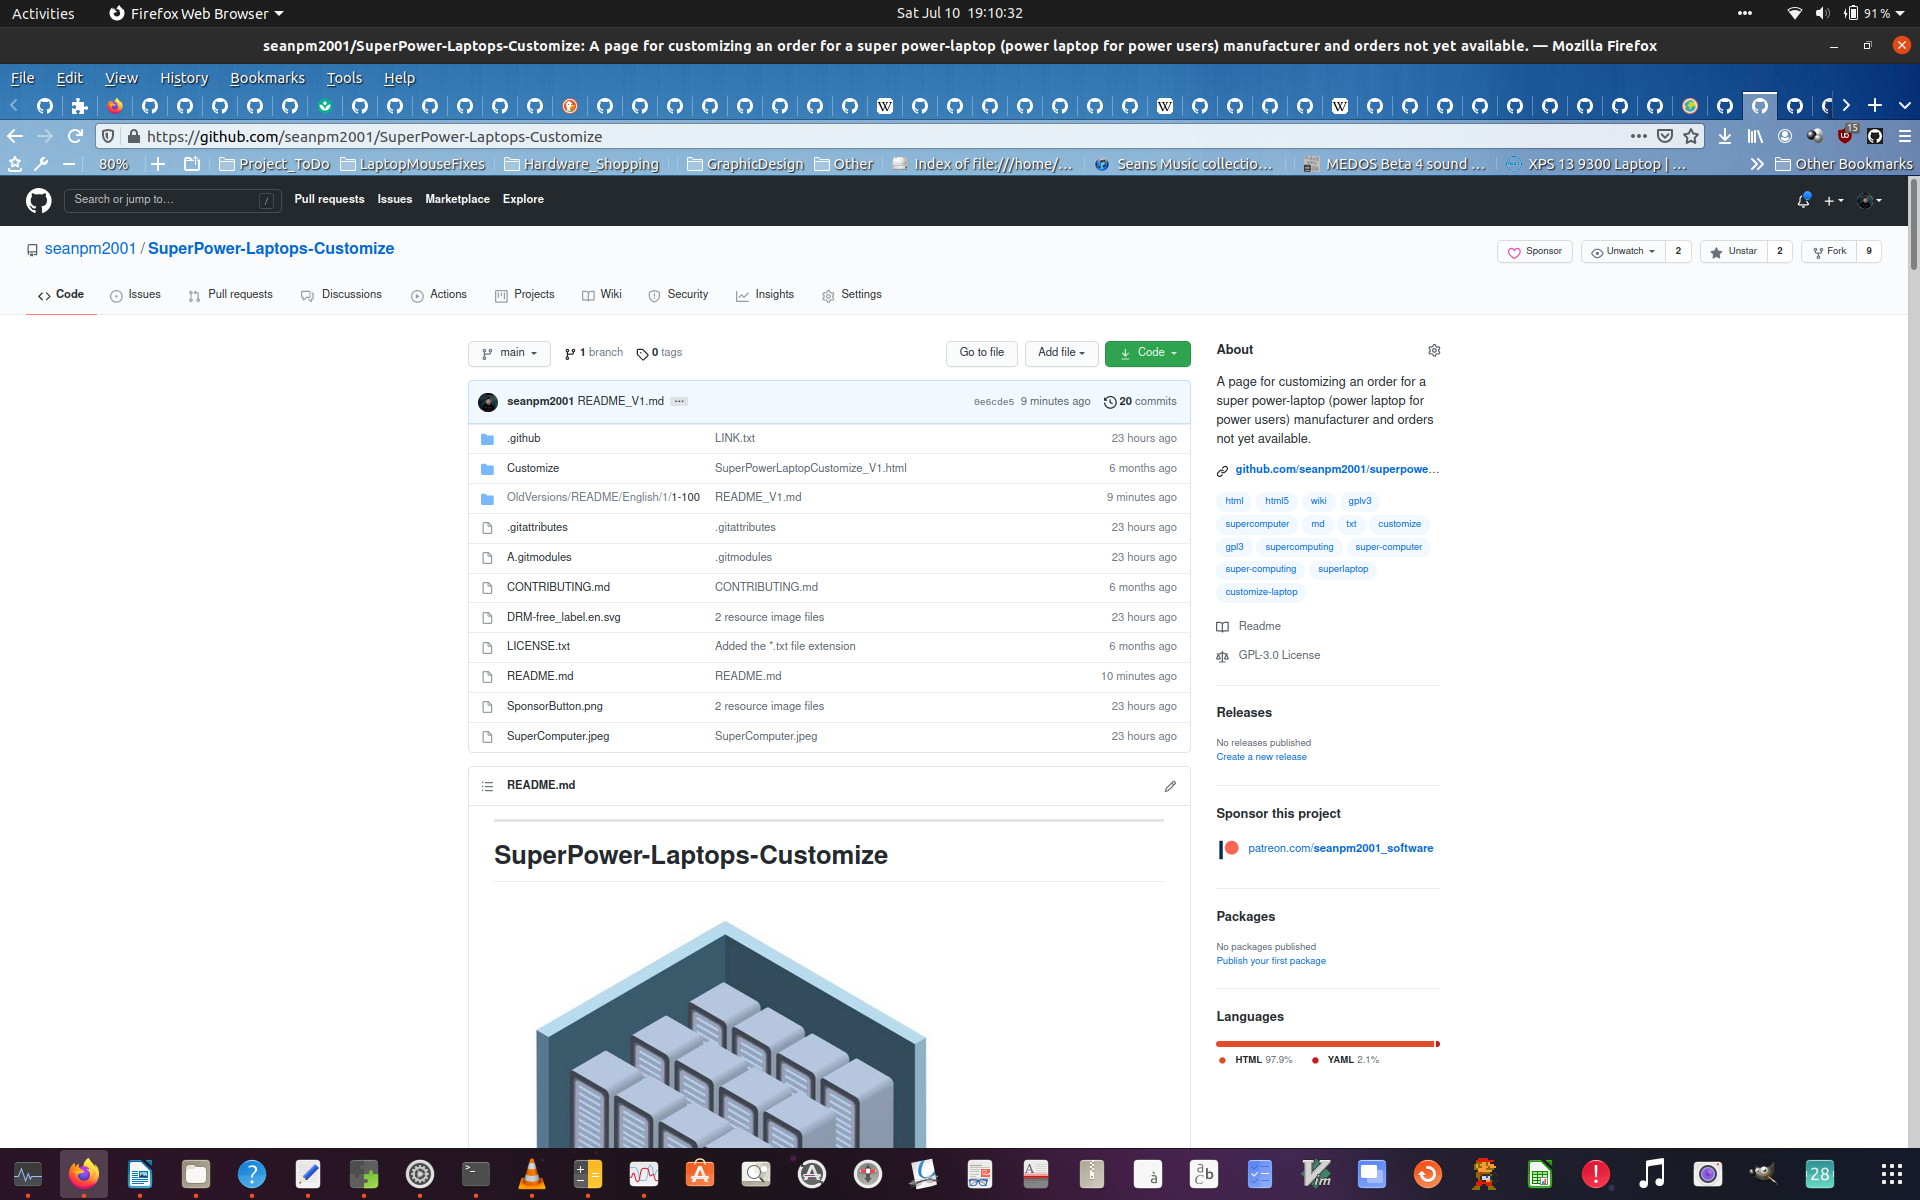 Activities Firefox Web Browser Sat Jul 10 19:10:32 91%
seanpm2001/SuperPower-Laptops-Customize: A page for customizing an order for a super power-laptop (power laptop for power users) manufacturer and orders not yet available. — Mozilla Firefox
File Edit View History Bookmarks Tools Help
https://github.com/seanpm2001/SuperPower-Laptops-Customize 15
80% Project_ToDo LaptopMouseFixes Hardware_Shopping GraphicDesign Other Index of file:///home/... Seans Music collectio... MEDOS Beta 4 sound ... XPS 13 9300 Laptop | ... Other Bookmarks
Search or jump to... / Pull requests Issues Marketplace Explore
seanpm2001 / SuperPower-Laptops-Customize
Sponsor Unwatch 2 Unstar 2 Fork 9
Code Issues Pull requests Discussions Actions Projects Wiki Security Insights Settings
main 1 branch 0 tags Go to file Add file Code
seanpm2001 README_V1.md ... 0e6cde5 9 minutes ago 20 commits
.github LINK.txt 23 hours ago
Customize SuperPowerLaptopCustomize_V1.html 6 months ago
OldVersions/README/English/1/1-100 README_V1.md 9 minutes ago
.gitattributes .gitattributes 23 hours ago
A.gitmodules .gitmodules 23 hours ago
CONTRIBUTING.md CONTRIBUTING.md 6 months ago
DRM-free_label.en.svg 2 resource image files 23 hours ago
LICENSE.txt Added the *.txt file extension 6 months ago
README.md README.md 10 minutes ago
SponsorButton.png 2 resource image files 23 hours ago
SuperComputer.jpeg SuperComputer.jpeg 23 hours ago
README.md
SuperPower-Laptops-Customize
About
A page for customizing an order for a
super power-laptop (power laptop for
power users) manufacturer and orders
not yet available.
github.com/seanpm2001/superpowe...
html html5 wiki gplv3
supercomputer md txt customize
gpl3 supercomputing super-computer
super-computing superlaptop
customize-laptop
Readme
GPL-3.0 License
Releases
No releases published
Create a new release
Sponsor this project
patreon.com/seanpm2001_software
Packages
No packages published
Publish your first package
Languages
HTML 97.9% YAML 2.1%
28